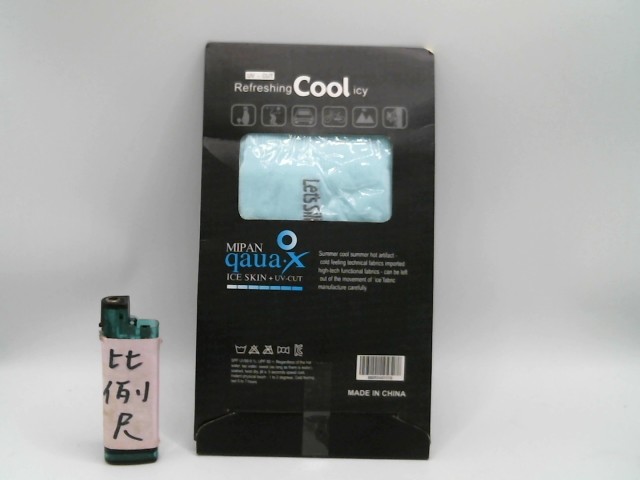 Refreshing Cool icy
Let's Sli
MIPAN
qaua-X
ICE SKIN + UV-CUT
Summer cool summer hot artifact -
cold feeling technical fabrics imported
high-tech functional fabrics - can be left
out of the movement of ice fabric
manufacture carefully.
MADE IN CHINA
比
例
尺